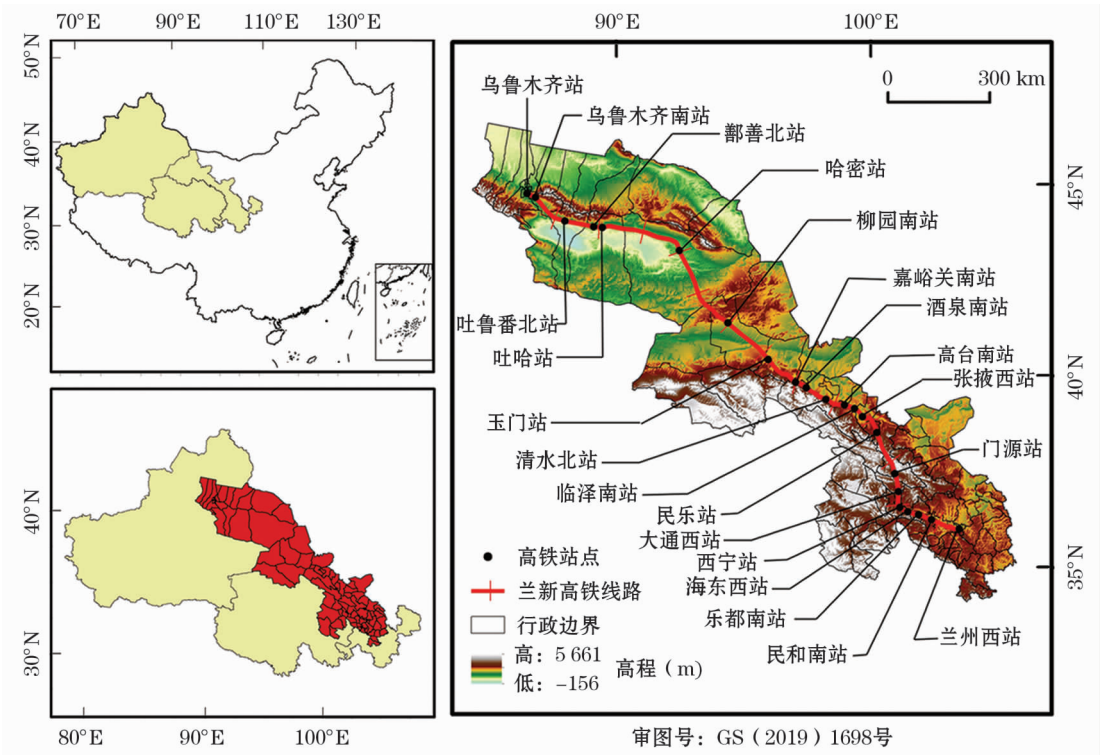 70°E 90°E 110°E 130°E
50°N
40°N
30°N
20°N
40°N
30°N
80°E 90°E 100°E
90°E 100°E
0 300 km
45°N
40°N
35°N
乌鲁木齐站
乌鲁木齐南站
鄯善北站
哈密站
柳园南站
嘉峪关南站
酒泉南站
高台南站
张掖西站
门源站
吐鲁番北站
吐哈站
玉门站
清水北站
临泽南站
民乐站
大通西站
西宁站
海东西站
乐都南站
民和南站
兰州西站
高铁站点
兰新高铁线路
行政边界
高：5 661
低：-156
高程（m）
审图号：GS（2019）1698号